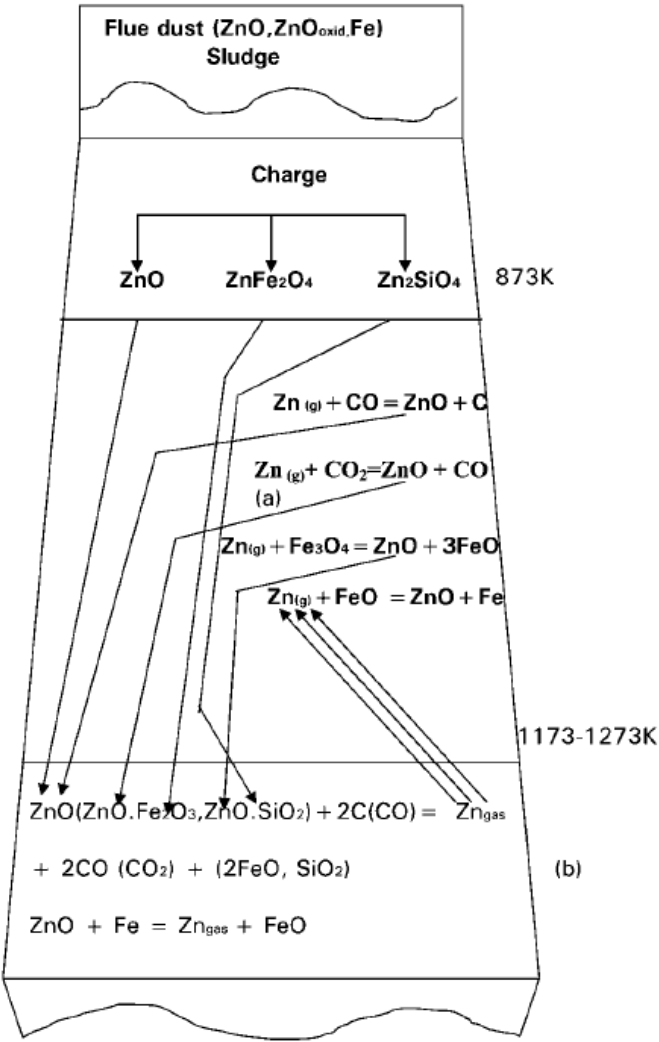 Flue dust (ZnO,ZnOoxid,Fe)
Sludge
Charge
ZnO ZnFe2O4 Zn2SiO4 873K
Zn (g) + CO = ZnO + C
Zn (g)+ CO2=ZnO + CO
(a)
Zn(g) + Fe3O4 = ZnO + 3FeO
Zn(g) + FeO = ZnO + Fe
1173-1273K
ZnO(ZnO.Fe2O3,ZnO.SiO2) + 2C(CO) = Zngas
+ 2CO (CO2) + (2FeO, SiO2) (b)
ZnO + Fe = Zngas + FeO